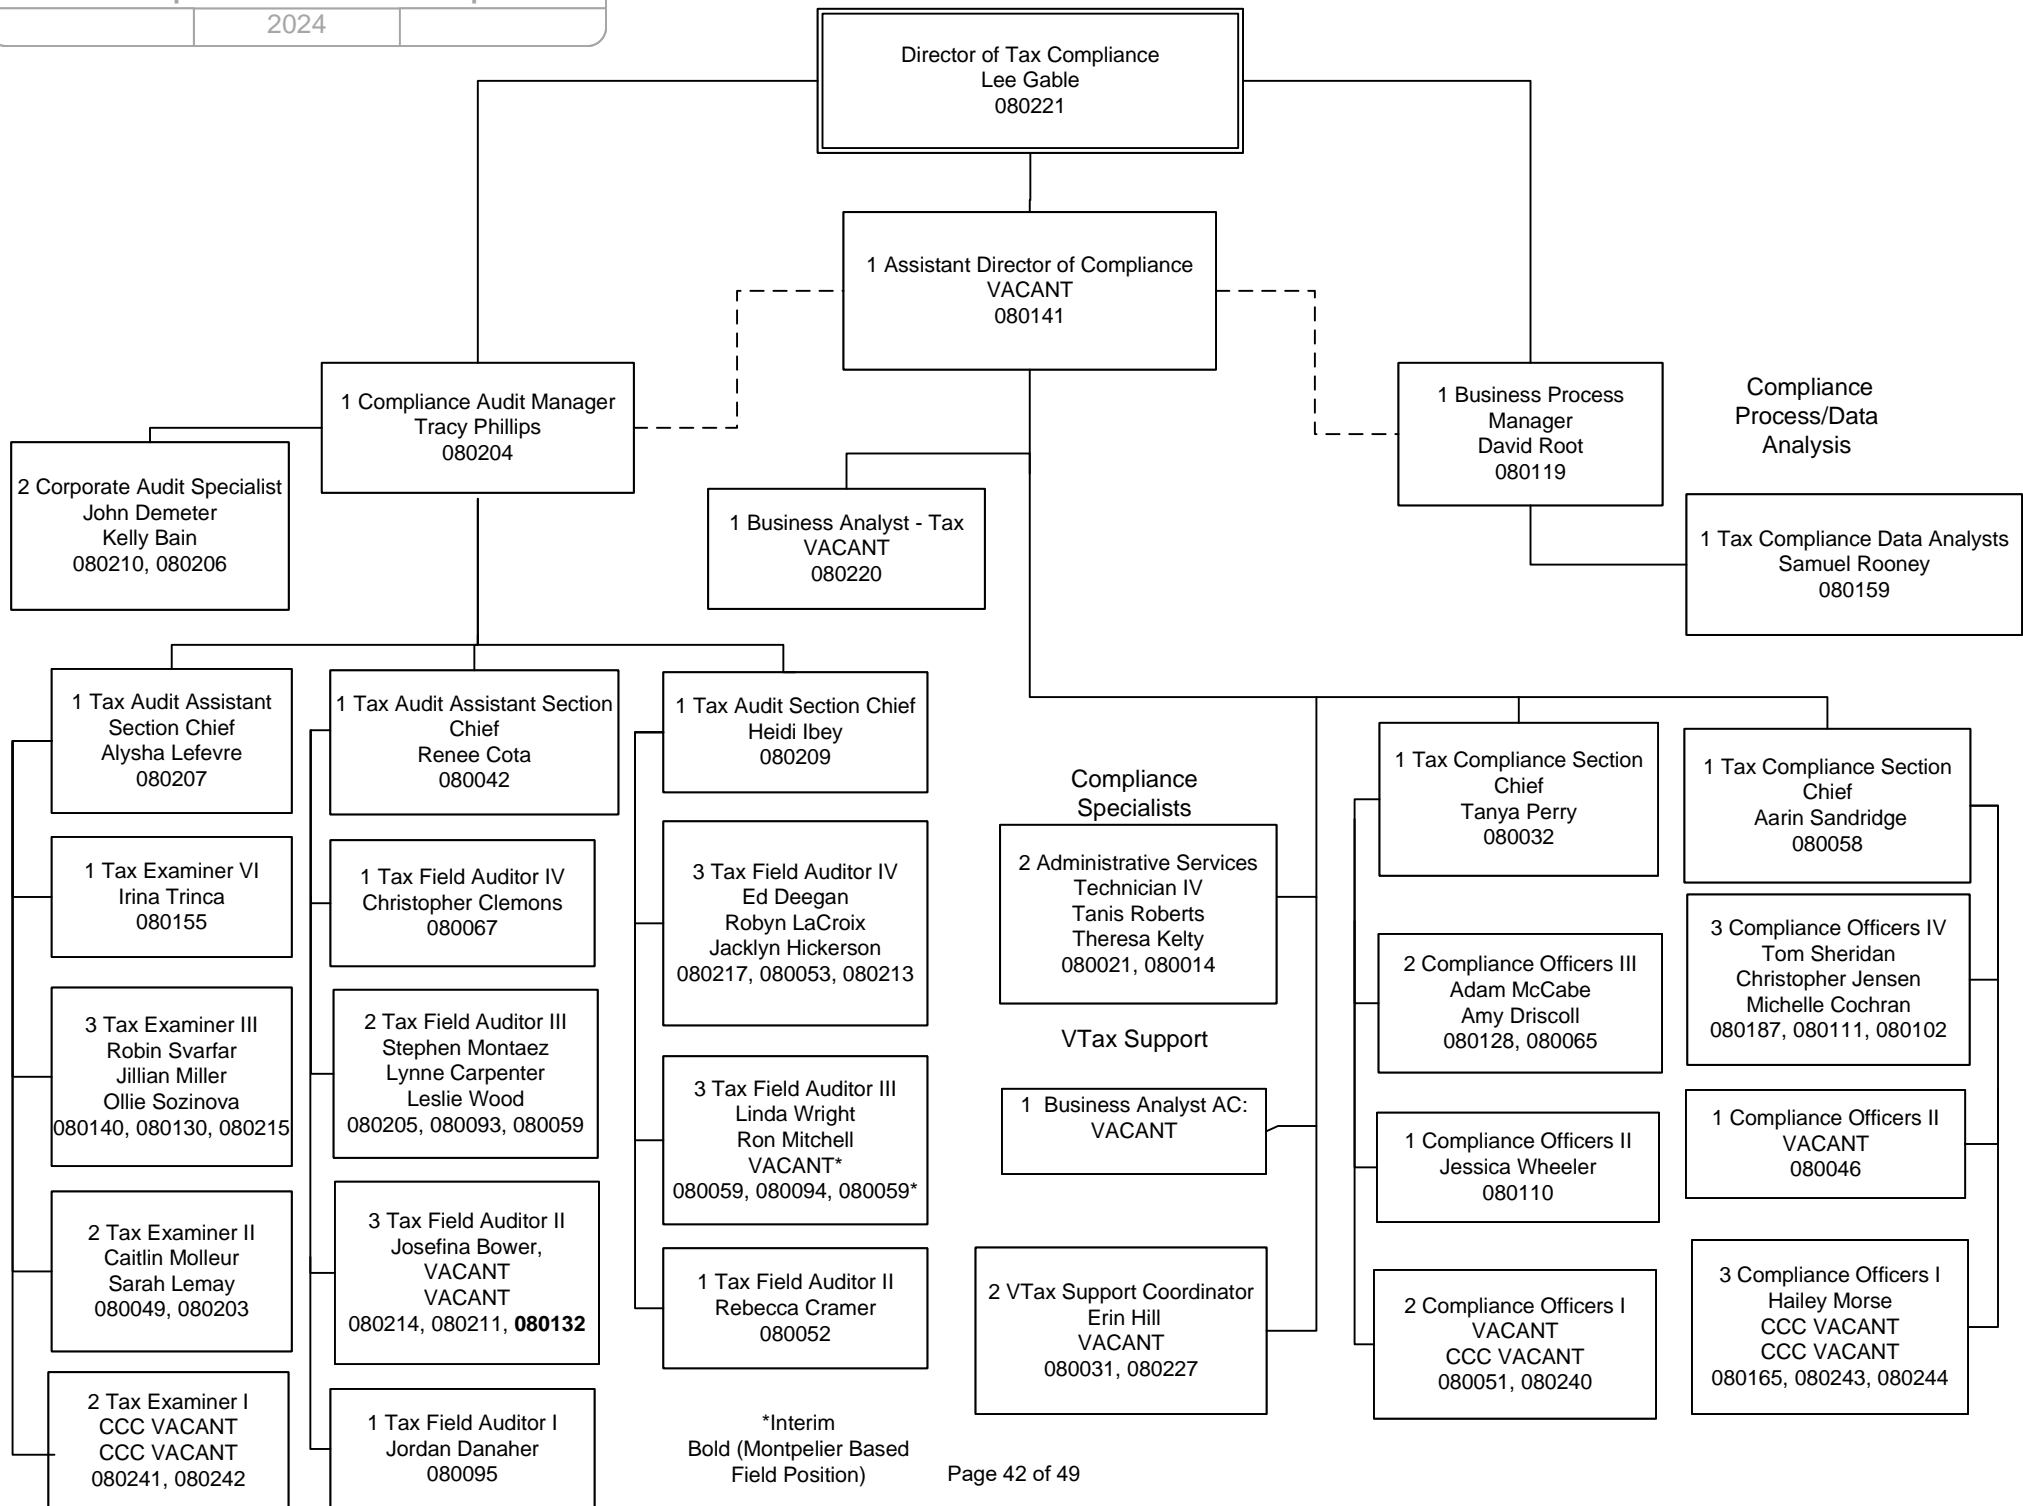 2024
Director of Tax Compliance
Lee Gable
080221
1 Assistant Director of Compliance
VACANT
080141
1 Compliance Audit Manager
Tracy Phillips
080204
1 Business Process
Manager
David Root
080119
Compliance
Process/Data
Analysis
2 Corporate Audit Specialist
John Demeter
Kelly Bain
080210, 080206
1 Business Analyst - Tax
VACANT
080220
1 Tax Compliance Data Analysts
Samuel Rooney
080159
1 Tax Audit Assistant
Section Chief
Alysha Lefevre
080207
1 Tax Examiner VI
Irina Trinca
080155
3 Tax Examiner III
Robin Svarfar
Jillian Miller
Ollie Sozinova
080140, 080130, 080215
2 Tax Examiner II
Caitlin Molleur
Sarah Lemay
080049, 080203
2 Tax Examiner I
CCC VACANT
CCC VACANT
080241, 080242
1 Tax Audit Assistant Section
Chief
Renee Cota
080042
1 Tax Field Auditor IV
Christopher Clemons
080067
2 Tax Field Auditor III
Stephen Montaez
Lynne Carpenter
Leslie Wood
080205, 080093, 080059
3 Tax Field Auditor II
Josefina Bower,
VACANT
VACANT
080214, 080211, 080132
1 Tax Field Auditor I
Jordan Danaher
080095
1 Tax Audit Section Chief
Heidi Ibey
080209
3 Tax Field Auditor IV
Ed Deegan
Robyn LaCroix
Jacklyn Hickerson
080217, 080053, 080213
3 Tax Field Auditor III
Linda Wright
Ron Mitchell
VACANT*
080059, 080094, 080059*
1 Tax Field Auditor II
Rebecca Cramer
080052
*Interim
Bold (Montpelier Based
Field Position)
Compliance
Specialists
2 Administrative Services
Technician IV
Tanis Roberts
Theresa Kelty
080021, 080014
VTax Support
1  Business Analyst AC:
VACANT
2 VTax Support Coordinator
Erin Hill
VACANT
080031, 080227
1 Tax Compliance Section
Chief
Tanya Perry
080032
2 Compliance Officers III
Adam McCabe
Amy Driscoll
080128, 080065
1 Compliance Officers II
Jessica Wheeler
080110
2 Compliance Officers I
VACANT
CCC VACANT
080051, 080240
1 Tax Compliance Section
Chief
Aarin Sandridge
080058
3 Compliance Officers IV
Tom Sheridan
Christopher Jensen
Michelle Cochran
080187, 080111, 080102
1 Compliance Officers II
VACANT
080046
3 Compliance Officers I
Hailey Morse
CCC VACANT
CCC VACANT
080165, 080243, 080244
Page 42 of 49